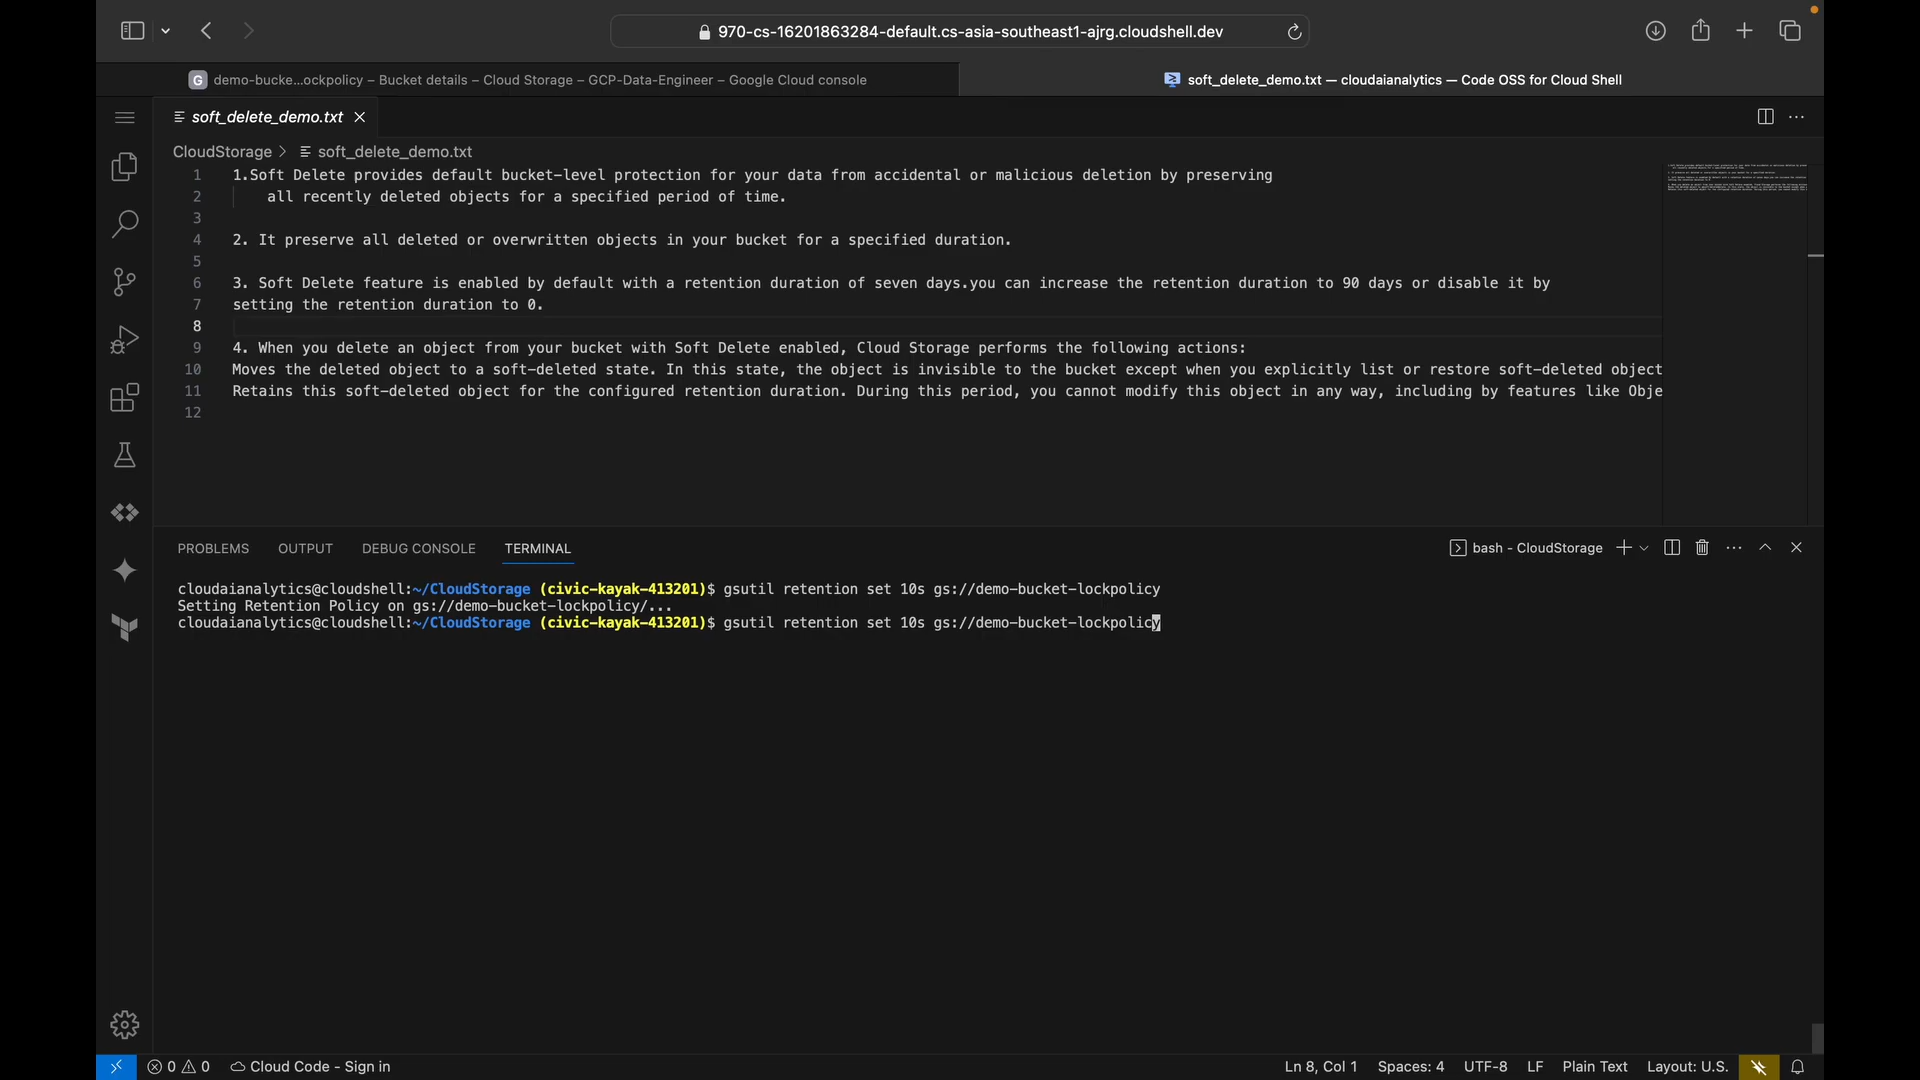 970-cs-16201863284-default.cs-asia-southeast1-ajrg.cloudshell.dev
G demo-bucke...ockpolicy – Bucket details – Cloud Storage – GCP-Data-Engineer – Google Cloud console
soft_delete_demo.txt — cloudaianalytics — Code OSS for Cloud Shell
soft_delete_demo.txt
CloudStorage > soft_delete_demo.txt
1 1.Soft Delete provides default bucket-level protection for your data from accidental or malicious deletion by preserving
2 all recently deleted objects for a specified period of time.
3
4 2. It preserve all deleted or overwritten objects in your bucket for a specified duration.
5
6 3. Soft Delete feature is enabled by default with a retention duration of seven days.you can increase the retention duration to 90 days or disable it by
7 setting the retention duration to 0.
8
9 4. When you delete an object from your bucket with Soft Delete enabled, Cloud Storage performs the following actions:
10 Moves the deleted object to a soft-deleted state. In this state, the object is invisible to the bucket except when you explicitly list or restore soft-deleted object
11 Retains this soft-deleted object for the configured retention duration. During this period, you cannot modify this object in any way, including by features like Obje
12
PROBLEMS OUTPUT DEBUG CONSOLE TERMINAL
bash - CloudStorage
cloudaianalytics@cloudshell:~/CloudStorage (civic-kayak-413201)$ gsutil retention set 10s gs://demo-bucket-lockpolicy
Setting Retention Policy on gs://demo-bucket-lockpolicy/...
cloudaianalytics@cloudshell:~/CloudStorage (civic-kayak-413201)$ gsutil retention set 10s gs://demo-bucket-lockpolicy
0 0 Cloud Code - Sign in
Ln 8, Col 1 Spaces: 4 UTF-8 LF Plain Text Layout: U.S.